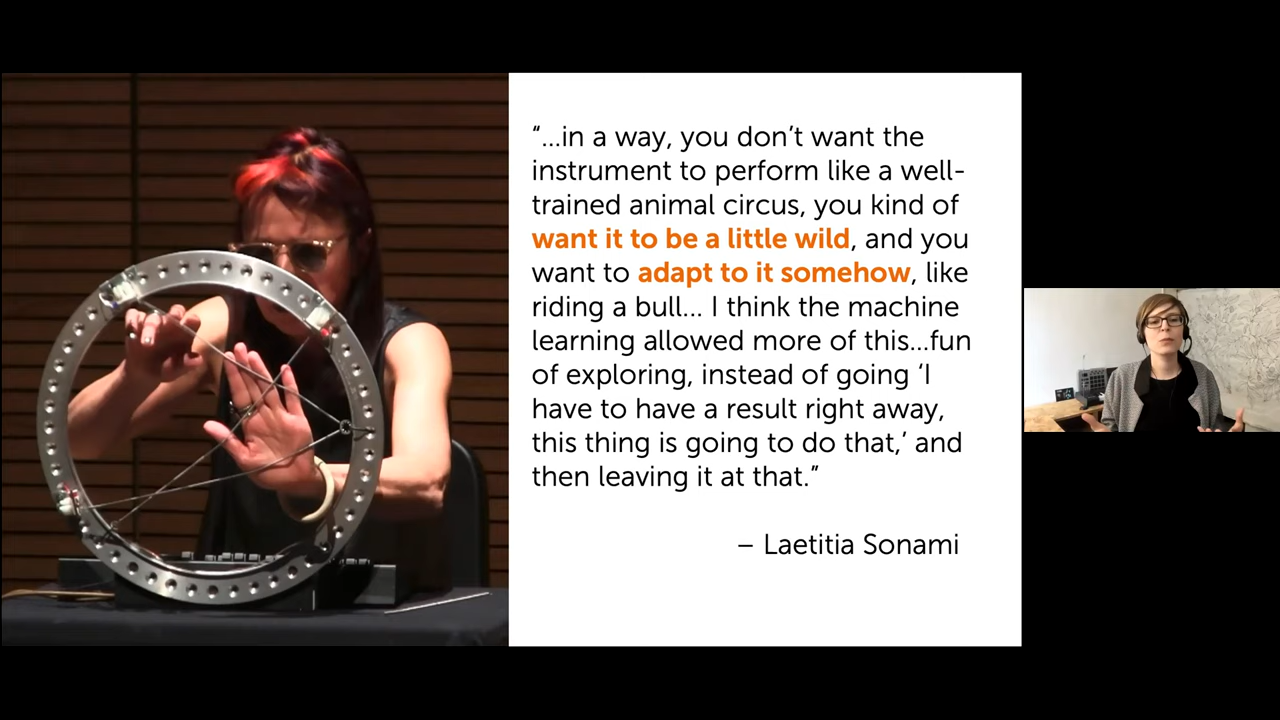 “...in a way, you don’t want the
instrument to perform like a well-
trained animal circus, you kind of
want it to be a little wild, and you
want to adapt to it somehow, like
riding a bull... I think the machine
learning allowed more of this...fun
of exploring, instead of going ‘I
have to have a result right away,
this thing is going to do that,’ and
then leaving it at that.”
– Laetitia Sonami